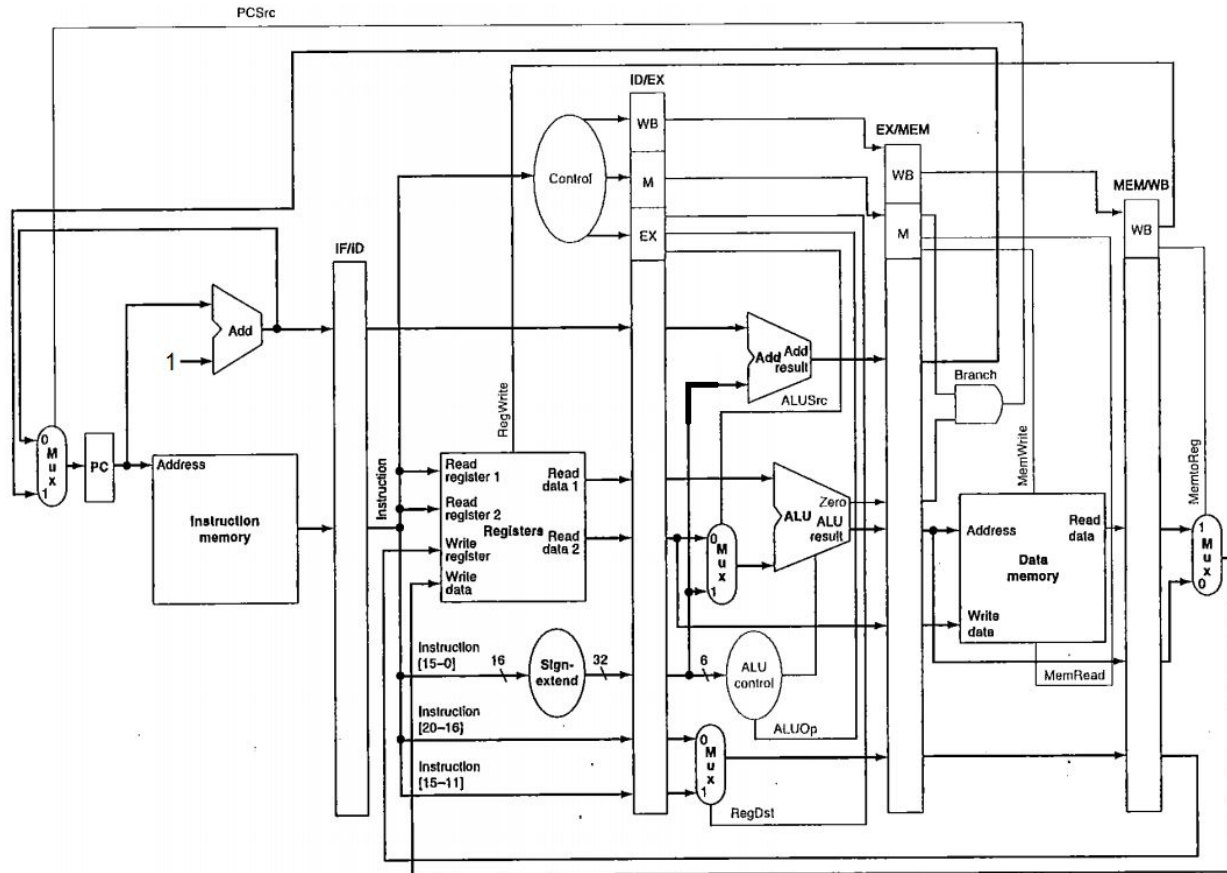 PCSrc
ID/EX
WB
EX/MEM
Control
M
WB
MEM/WB
EX
M
WB
IF/ID
Add
1
Add
Add
result
Branch
ALUSrc
RegWrite
MemWrite
MemtoReg
0
M
u
x
1
PC
Address
Instruction
memory
Instruction
Read
register 1
Read
data 1
Read
register 2
Registers
Write
register
Read
data 2
Write
data
0
M
u
x
1
Zero
ALU
ALU
result
Address
Read
data
Data
memory
Write
data
1
M
u
x
0
MemRead
Instruction
[15–0]
16
Sign-
extend
32
6
ALU
control
Instruction
[20–16]
ALUOp
0
M
u
x
1
Instruction
[15–11]
RegDst